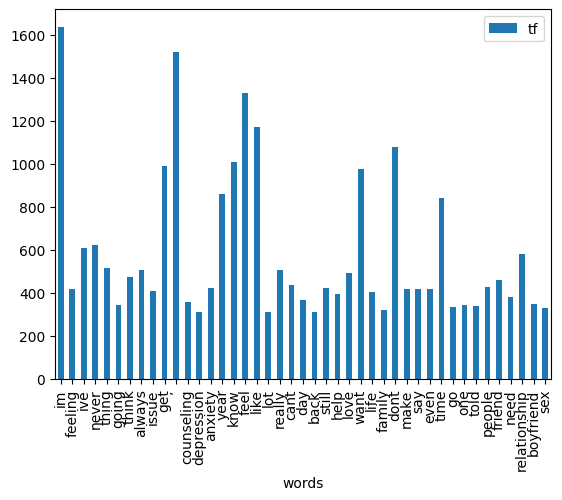 tf
1600
1400
1200
1000
800
600
400
200
0
im
feeling
ive
never
thing
going
think
always
issue
get
,
counseling
depression
anxiety
year
know
feel
like
lot
really
cant
day
back
still
help
love
want
life
family
dont
make
say
even
time
go
one
told
people
friend
need
relationship
boyfriend
sex
words